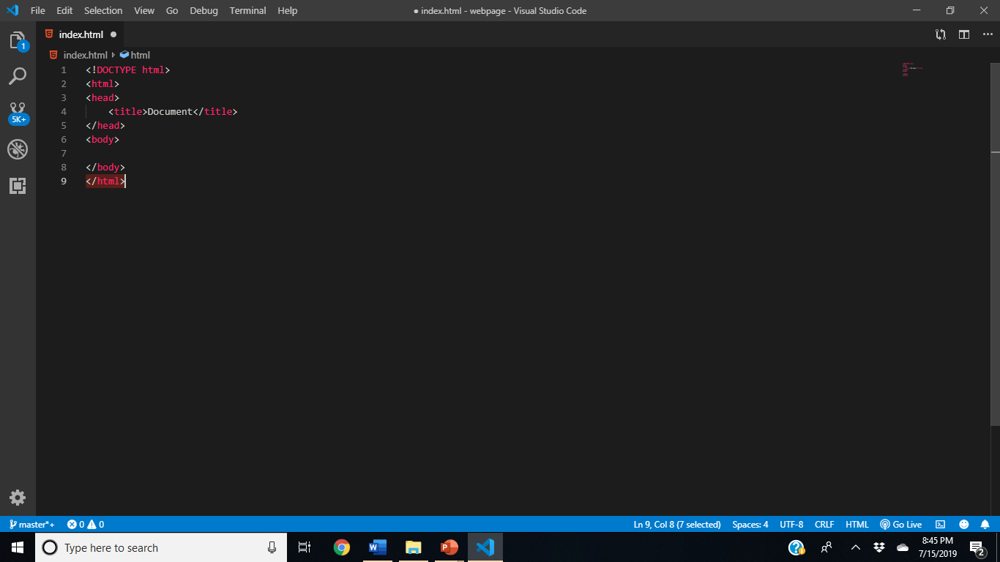 File Edit Selection View Go Debug Terminal Help ● index.html - webpage - Visual Studio Code
index.html ●
index.html html
1 <!DOCTYPE html>
2 <html>
3 <head>
4 <title>Document</title>
5 </head>
6 <body>
7
8 </body>
9 </html>
1
5K+
master*+ 0 0 Ln 9, Col 8 (7 selected) Spaces: 4 UTF-8 CRLF HTML Go Live
Type here to search
8:45 PM
7/15/2019
2